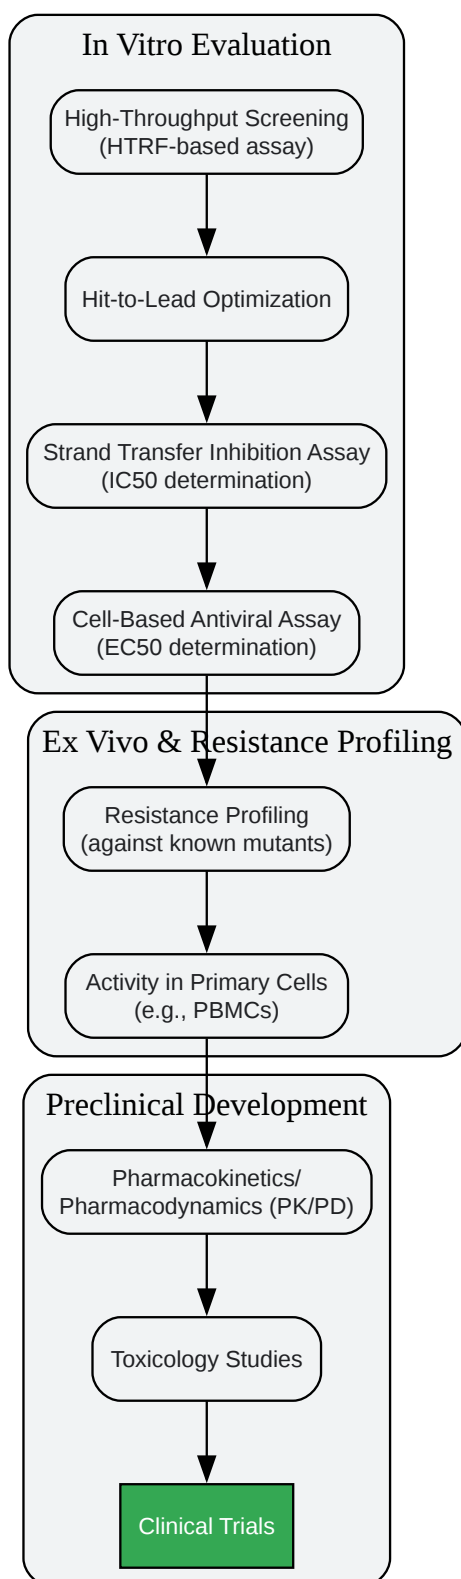 In Vitro Evaluation
High-Throughput Screening
(HTRF-based assay)
Hit-to-Lead Optimization
Strand Transfer Inhibition Assay
(IC50 determination)
Cell-Based Antiviral Assay
(EC50 determination)
Ex Vivo & Resistance Profiling
Resistance Profiling
(against known mutants)
Activity in Primary Cells
(e.g., PBMCs)
Preclinical Development
Pharmacokinetics/
Pharmacodynamics (PK/PD)
Toxicology Studies
Clinical Trials